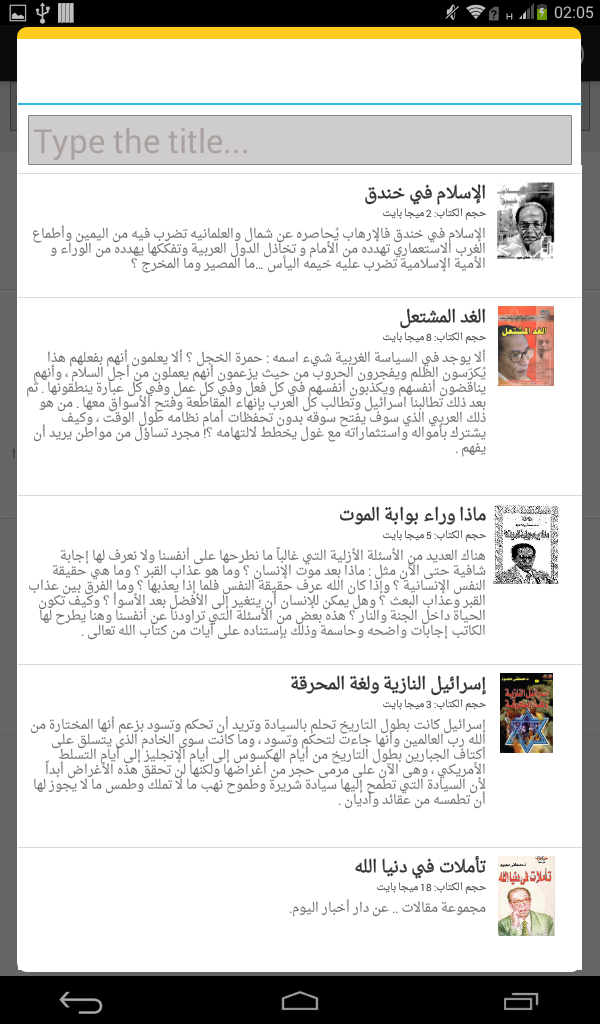 H
02:05
Type the title...
الإسلام في خندق
حجم الكتاب: 2 ميجا بايت
الإسلام في خندق فالإرهاب يُحاصره عن شمال والعلمانيه تضرب فيه من اليمين وأطماع
الغرب الاستعماري تهدده من الأمام و تخاذل الدول العربية وتفككها يهدده من الوراء و
الأمية الإسلامية تضرب عليه خيمه اليأس ...ما المصير وما المخرج ؟
الغد المشتعل
الغد المشتعل
حجم الكتاب: 8 ميجا بايت
ألا يوجد في السياسة الغربية شيء اسمه : حمرة الخجل ؟ ألا يعلمون أنهم بفعلهم هذا
يُكرّسون الظلم ويفجرون الحروب من حيث يزعمون أنهم يعملون من أجل السلام ، وأنهم
يناقضون أنفسهم ويكذبون أنفسهم في كل فعل وفي كل عمل وفي كل عبارة ينطقونها . ثم
بعد ذلك تطالبنا اسرائيل وتطالب كل العرب بإنهاء المقاطعة وفتح الأسواق معها . من هو
ذلك العربي الذي سوف يفتح سوقه بدون تحفظات أمام نظامه طول الوقت ، وكيف
يشترك بأمواله واستثماراته مع غول يخطط لالتهامه ؟! مجرد تساؤل من مواطن يريد أن
يفهم .
ماذا وراء بوابة الموت
حجم الكتاب: 5 ميجا بايت
هناك العديد من الأسئلة الأزلية التي غالباً ما نطرحها على أنفسنا ولا نعرف لها إجابة
شافية حتى الآن مثل : ماذا بعد موت الإنسان ؟ وما هو عذاب القبر ؟ وما هي حقيقة
النفس الإنسانية ؟ وإذا كان الله عرف حقيقة النفس فلما إذا يعذبها ؟ وما الفرق بين عذاب
القبر وعذاب البعث ؟ وهل يمكن للإنسان أن يتغير إلى الأفضل بعد الأسوأ ؟ وكيف تكون
الحياة داخل الجنة والنار ؟ هذه بعض من الأسئلة التي تراودنا عن أنفسنا وهنا يطرح لها
الكاتب إجابات واضحه وحاسمة وذلك بإستناده على أيات من كتاب الله تعالى .
إسرائيل النازية ولغة المحرقة
د.مصطفى محمود
إسرائيل النازية
ولغة المحرقة
حجم الكتاب: 3 ميجا بايت
إسرائيل كانت بطول التاريخ تحلم بالسيادة وتريد أن تحكم وتسود بزعم أنها المختارة من
الله رب العالمين وأنها جاءت لتحكم وتسود ، وما كانت سوى الخادم الذى يتسلق على
أكتاف الجبارين بطول التاريخ من أيام الهكسوس إلى أيام الإنجليز إلى أيام التسلط
الأمريكي ، وهى الآن على مرمى حجر من أغراضها ولكنها لن تحقق هذه الأغراض أبداً
لأن السيادة التي تطمح إليها سيادة شريرة وطموح نهب ما لا تملك وطمس ما لا يجوز لها
أن تطمسه من عقائد وأديان .
تأملات في دنيا الله
تأملات في دنيا الله
حجم الكتاب: 18 ميجا بايت
مجموعة مقالات .. عن دار أخبار اليوم.